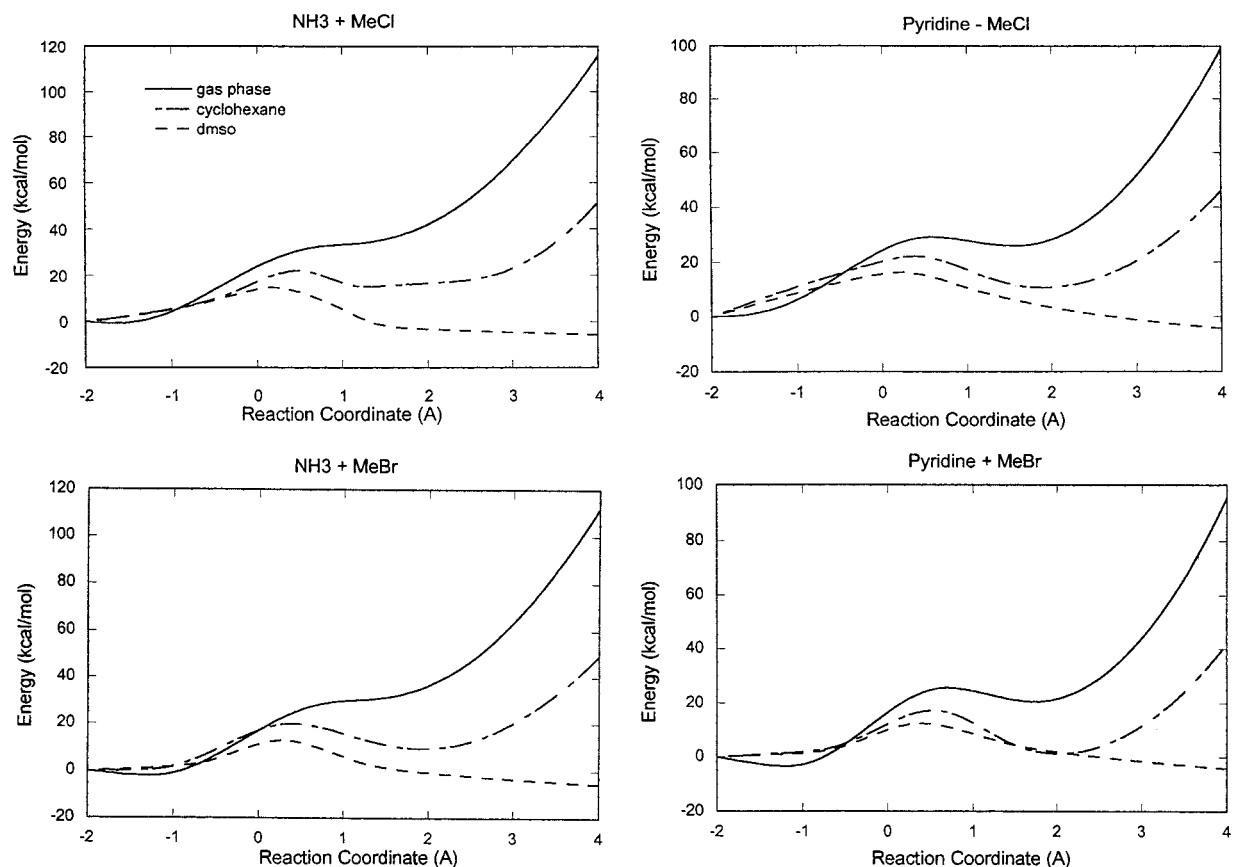 NH3 + MeCl
120
100
80
60
40
20
0
-20
Energy (kcal/mol)
gas phase
cyclohexane
dmso
-2 -1 0 1 2 3 4
Reaction Coordinate (A)
Pyridine - MeCl
100
80
60
40
20
0
-20
Energy (kcal/mol)
-2 -1 0 1 2 3 4
Reaction Coordinate (A)
NH3 + MeBr
120
100
80
60
40
20
0
-20
Energy (kcal/mol)
-2 -1 0 1 2 3 4
Reaction Coordinate (A)
Pyridine + MeBr
100
80
60
40
20
0
-20
Energy (kcal/mol)
-2 -1 0 1 2 3 4
Reaction Coordinate (A)